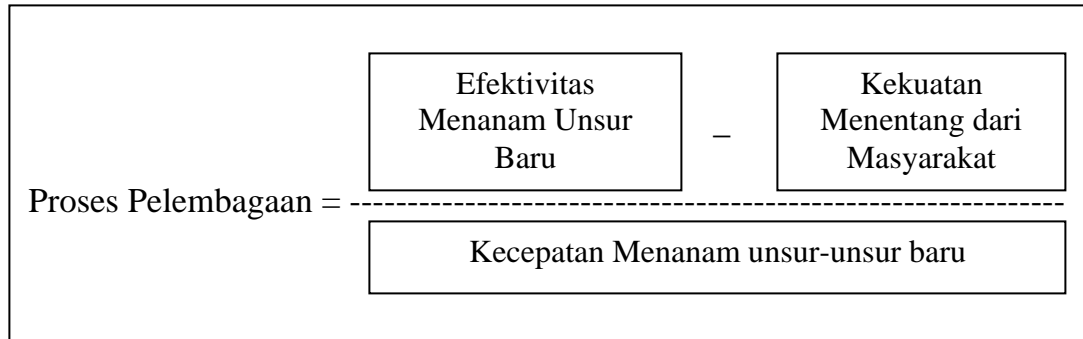 Efektivitas
Menanam Unsur
Baru
–
Kekuatan
Menentang dari
Masyarakat
Proses Pelembagaan = ---------------------------------------------------------
Kecepatan Menanam unsur-unsur baru